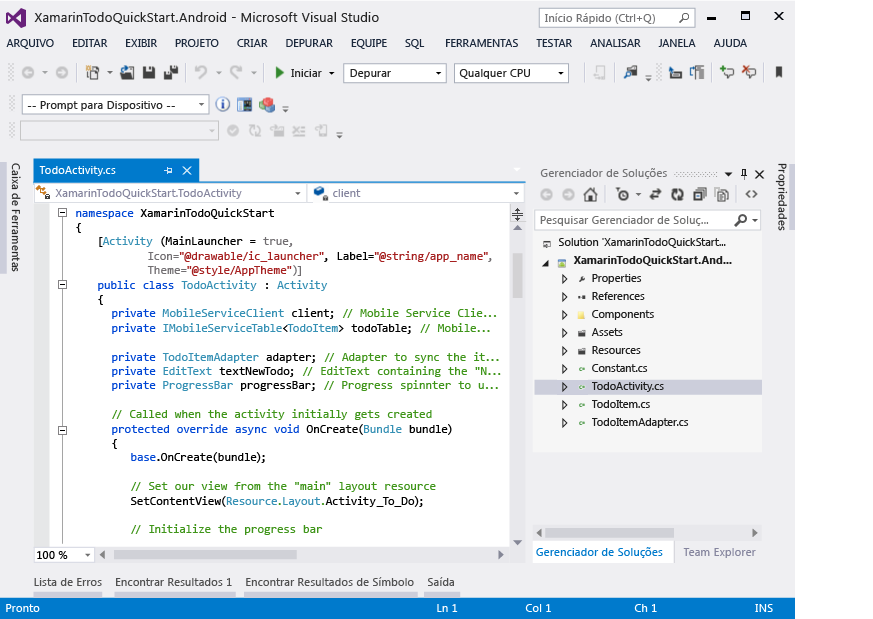 XamarinTodoQuickStart.Android - Microsoft Visual Studio
Início Rápido (Ctrl+Q)
ARQUIVO EDITAR EXIBIR PROJETO CRIAR DEPURAR EQUIPE SQL FERRAMENTAS TESTAR ANALISAR JANELA AJUDA
Iniciar Depurar Qualquer CPU
-- Prompt para Dispositivo --
Caixa de Ferramentas
TodoActivity.cs
XamarinTodoQuickStart.TodoActivity client
namespace XamarinTodoQuickStart
{
[Activity (MainLauncher = true,
Icon="@drawable/ic_launcher", Label="@string/app_name",
Theme="@style/AppTheme")]
public class TodoActivity : Activity
{
private MobileServiceClient client; // Mobile Service Clie...
private IMobileServiceTable<TodoItem> todoTable; // Mobile...
private TodoItemAdapter adapter; // Adapter to sync the it...
private EditText textNewTodo; // EditText containing the "N...
private ProgressBar progressBar; // Progress spinnter to u...
// Called when the activity initially gets created
protected override async void OnCreate(Bundle bundle)
{
base.OnCreate(bundle);
// Set our view from the "main" layout resource
SetContentView(Resource.Layout.Activity_To_Do);
// Initialize the progress bar
100 %
Gerenciador de Soluções
Pesquisar Gerenciador de Soluç...
Solution 'XamarinTodoQuickStart...
XamarinTodoQuickStart.And...
Properties
References
Components
Assets
Resources
Constant.cs
TodoActivity.cs
TodoItem.cs
TodoItemAdapter.cs
Gerenciador de Soluções Team Explorer
Propriedades
Lista de Erros Encontrar Resultados 1 Encontrar Resultados de Símbolo Saída
Pronto Ln 1 Col 1 Ch 1 INS